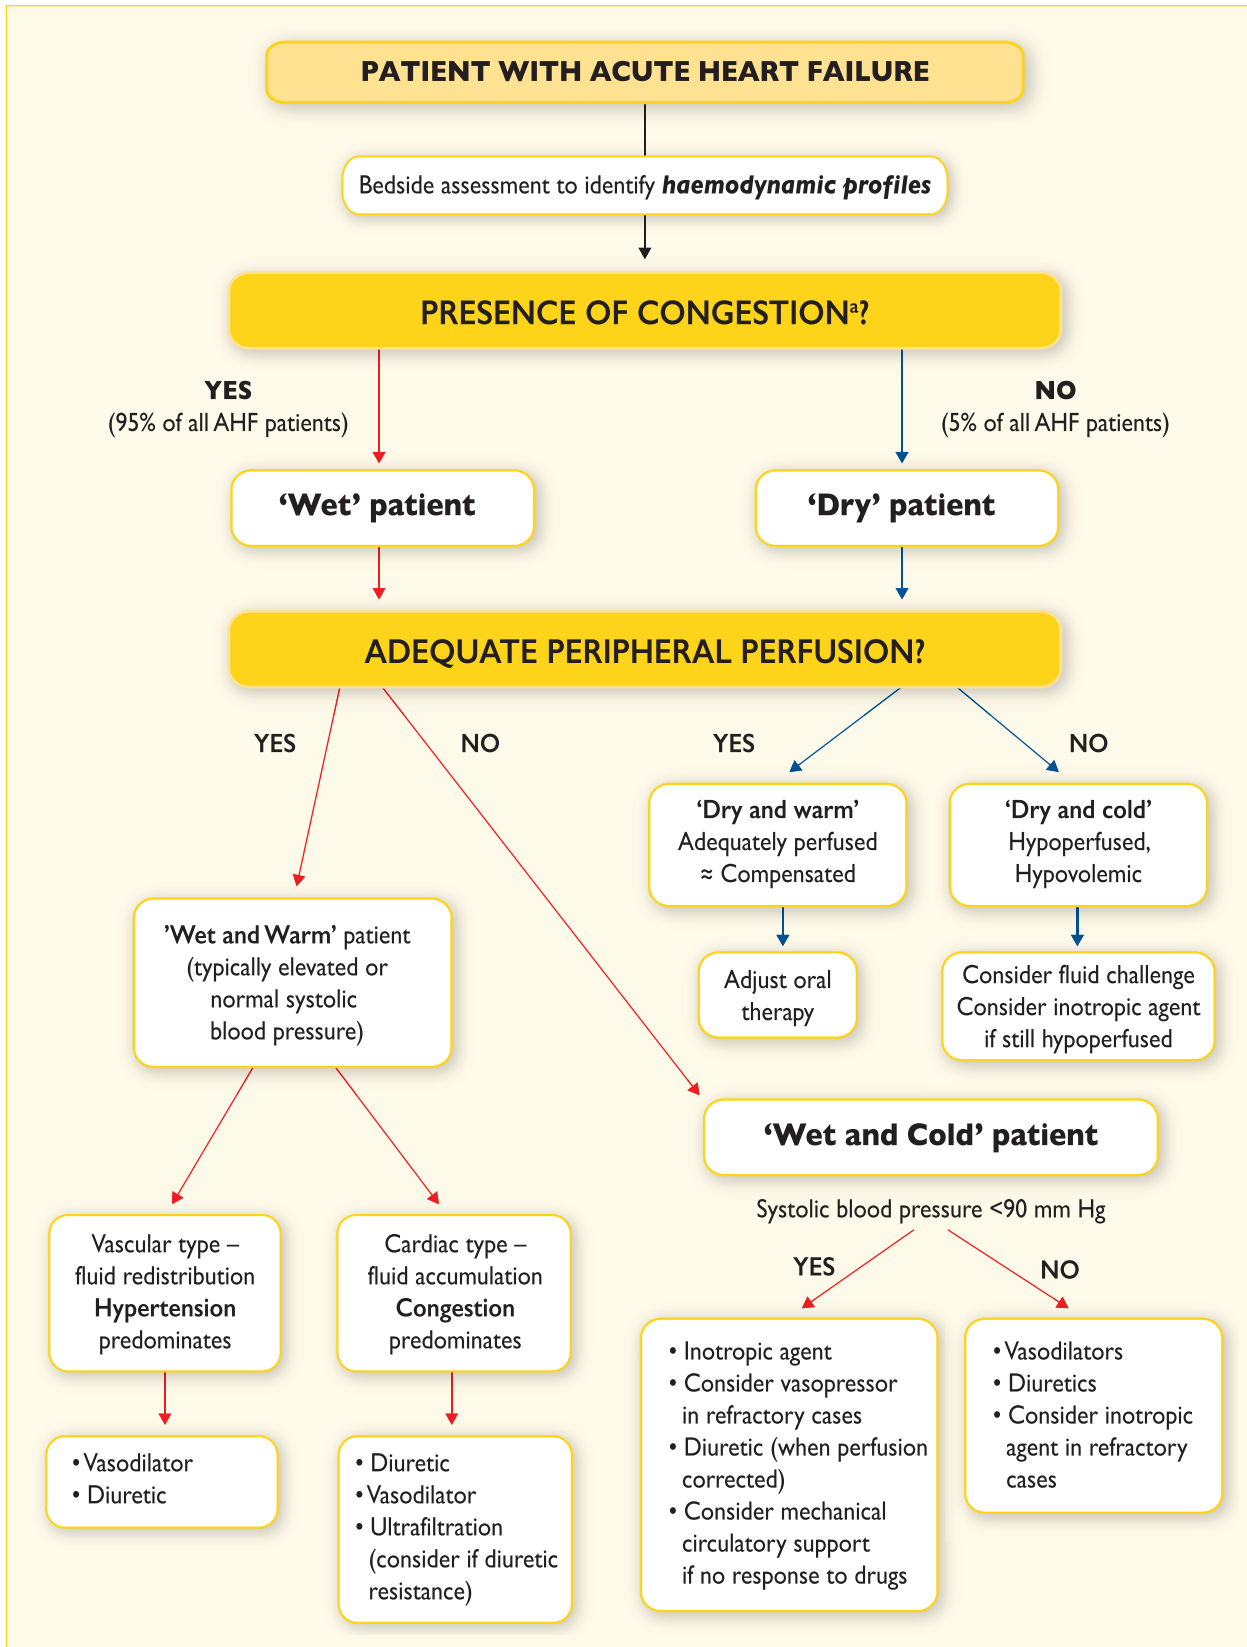 PATIENT WITH ACUTE HEART FAILURE
Bedside assessment to identify haemodynamic profiles
PRESENCE OF CONGESTIONᵃ?
YES
(95% of all AHF patients)
NO
(5% of all AHF patients)
‘Wet’ patient
‘Dry’ patient
ADEQUATE PERIPHERAL PERFUSION?
YES
NO
YES
NO
‘Dry and warm’
Adequately perfused
≈ Compensated
‘Dry and cold’
Hypoperfused,
Hypovolemic
’Wet and Warm’ patient
(typically elevated or
normal systolic
blood pressure)
Adjust oral
therapy
Consider fluid challenge
Consider inotropic agent
if still hypoperfused
‘Wet and Cold’ patient
Systolic blood pressure <90 mm Hg
YES
NO
Vascular type –
fluid redistribution
Hypertension
predominates
Cardiac type –
fluid accumulation
Congestion
predominates
• Vasodilator
• Diuretic
• Diuretic
• Vasodilator
• Ultrafiltration
(consider if diuretic
resistance)
• Inotropic agent
• Consider vasopressor
in refractory cases
• Diuretic (when perfusion
corrected)
• Consider mechanical
circulatory support
if no response to drugs
• Vasodilators
• Diuretics
• Consider inotropic
agent in refractory
cases